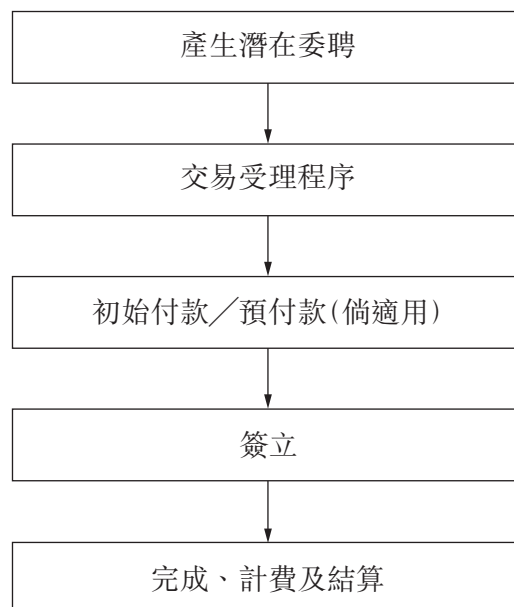 產生潛在委聘
交易受理程序
初始付款／預付款(倘適用)
簽立
完成、計費及結算